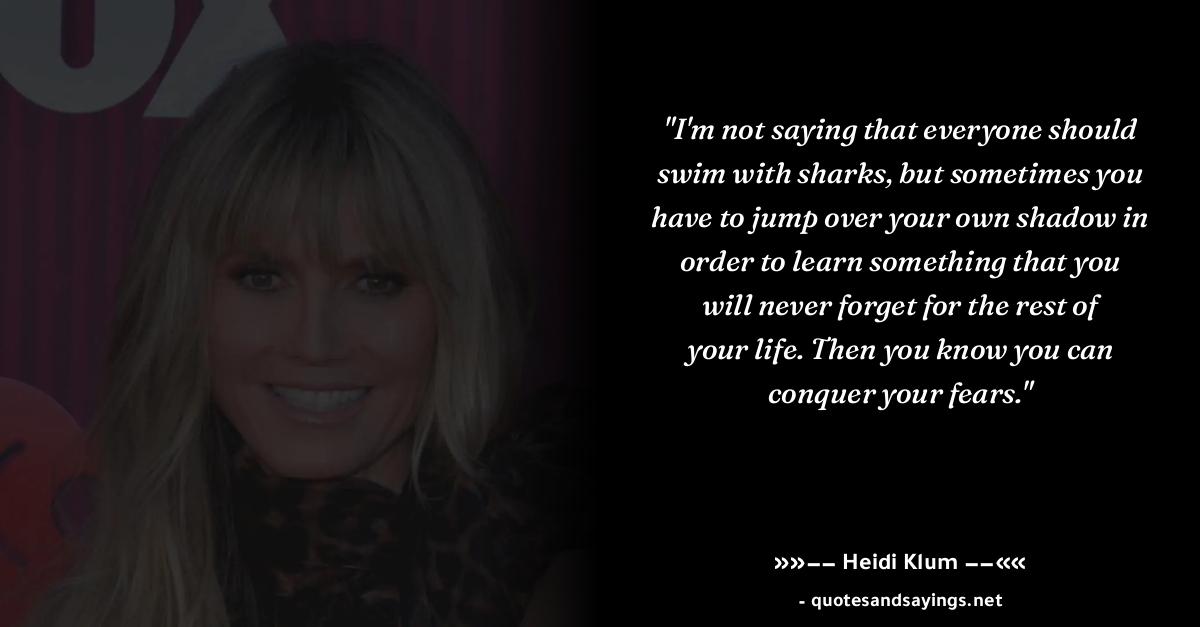 "I'm not saying that everyone should
swim with sharks, but sometimes you
have to jump over your own shadow in
order to learn something that you
will never forget for the rest of
your life. Then you know you can
conquer your fears."
»»–– Heidi Klum ––««
- quotesandsayings.net